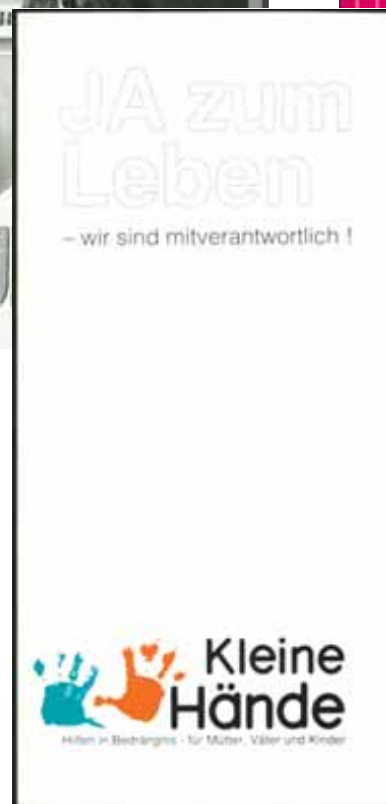 JA zum
Leben
– wir sind mitverantwortlich !
Kleine
Hände
Hilfen in Bedrängnis - für Mütter, Väter und Kinder